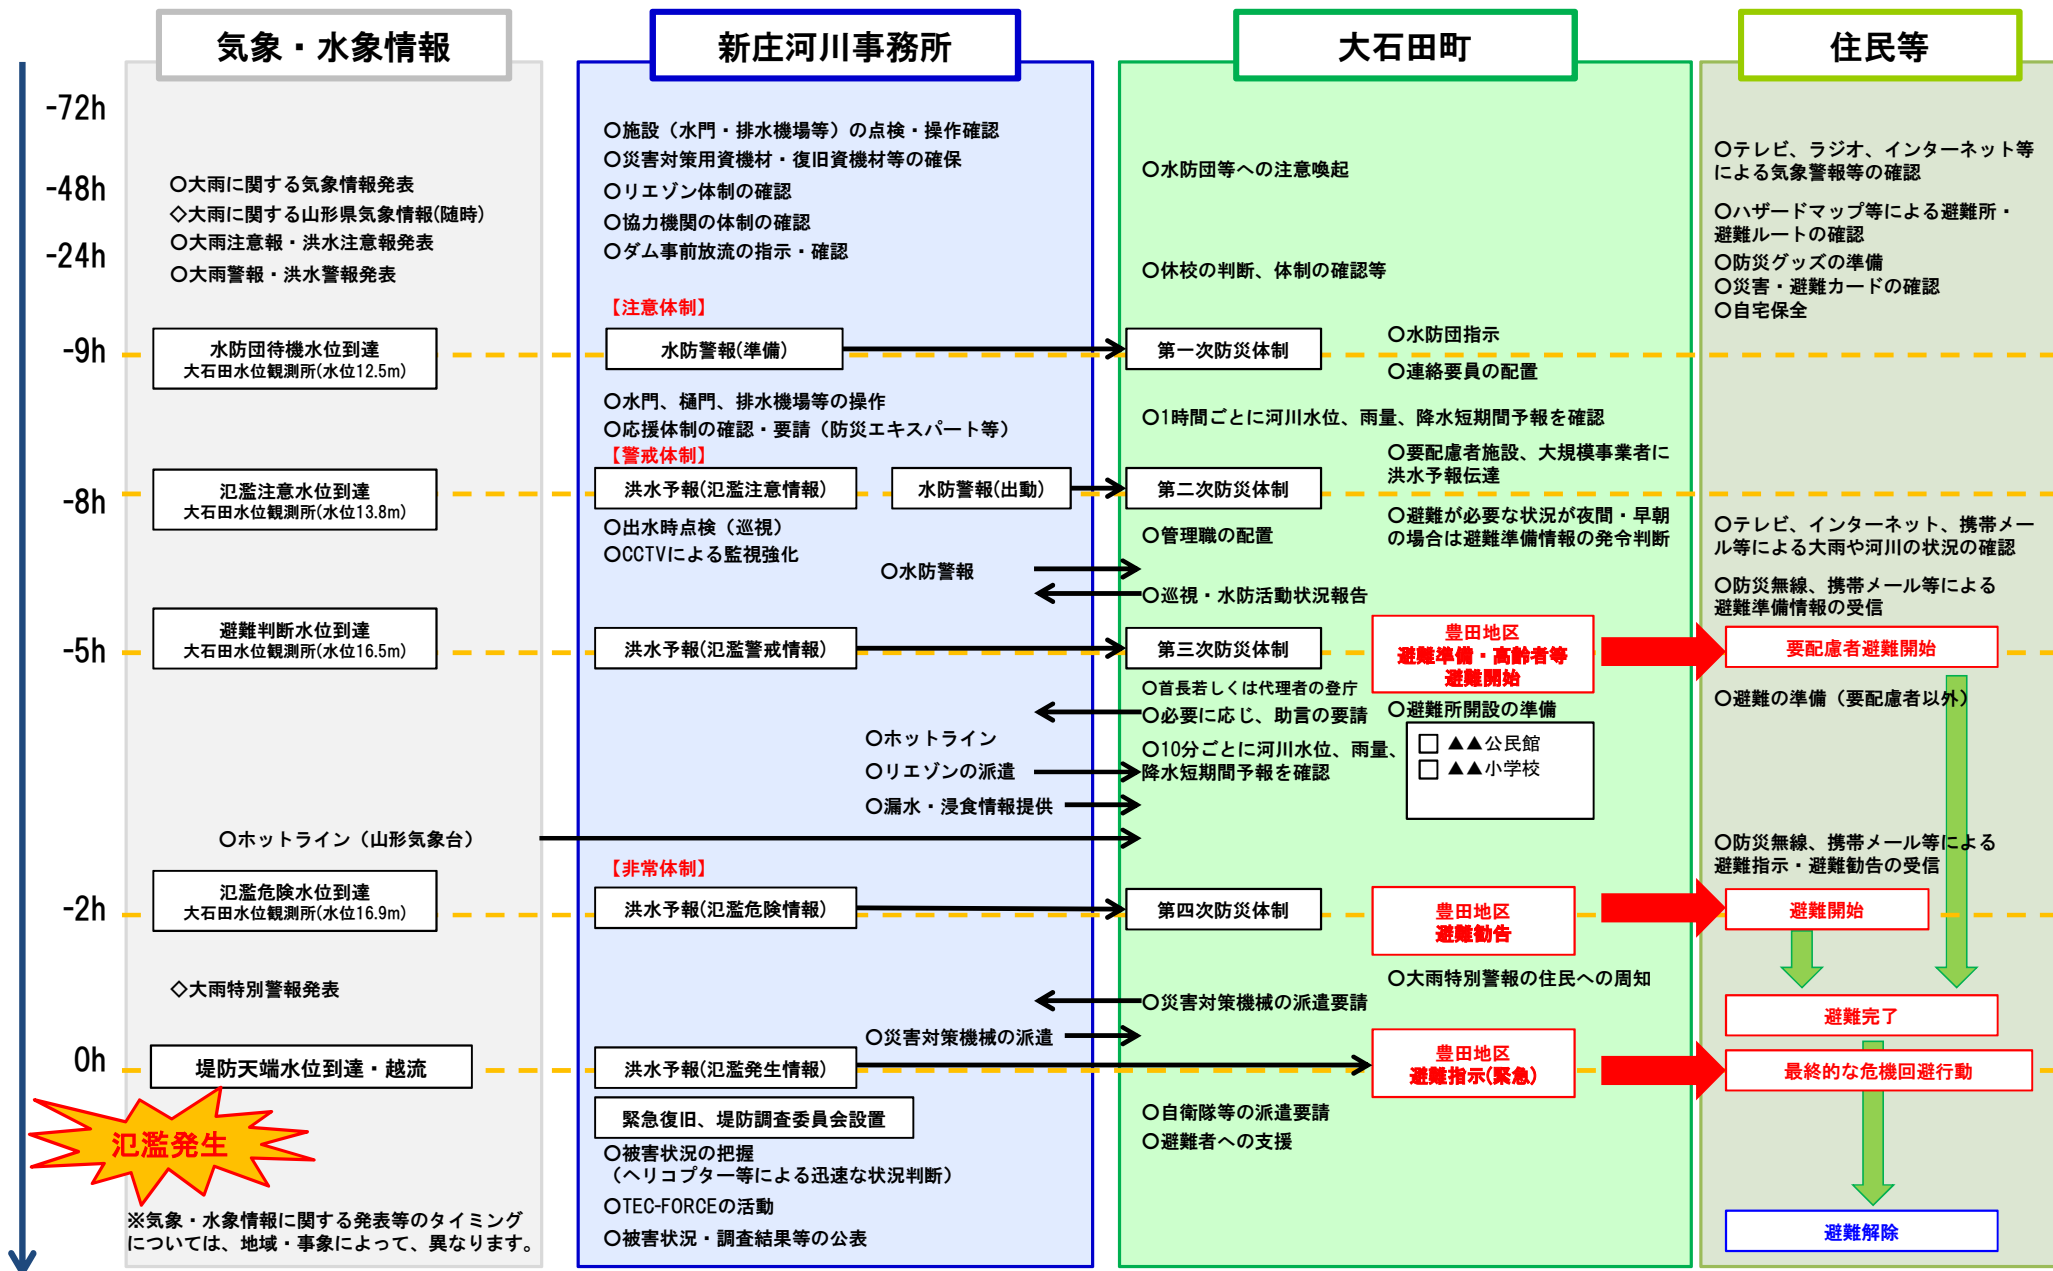 気象・水象情報
新庄河川事務所
大石田町
住民等
-72h
-48h
-24h
-9h
-8h
-5h
-2h
0h
○大雨に関する気象情報発表
◇大雨に関する山形県気象情報(随時)
○大雨注意報・洪水注意報発表
○大雨警報・洪水警報発表
水防団待機水位到達
大石田水位観測所(水位12.5m)
氾濫注意水位到達
大石田水位観測所(水位13.8m)
避難判断水位到達
大石田水位観測所(水位16.5m)
○ホットライン（山形気象台）
氾濫危険水位到達
大石田水位観測所(水位16.9m)
◇大雨特別警報発表
堤防天端水位到達・越流
氾濫発生
※気象・水象情報に関する発表等のタイミング
については、地域・事象によって、異なります。
○施設（水門・排水機場等）の点検・操作確認
○災害対策用資機材・復旧資機材等の確保
○リエゾン体制の確認
○協力機関の体制の確認
○ダム事前放流の指示・確認
【注意体制】
水防警報(準備)
○水門、樋門、排水機場等の操作
○応援体制の確認・要請（防災エキスパート等）
【警戒体制】
洪水予報(氾濫注意情報)
水防警報(出動)
○出水時点検（巡視）
○CCTVによる監視強化
○水防警報
洪水予報(氾濫警戒情報)
○ホットライン
○リエゾンの派遣
○漏水・浸食情報提供
【非常体制】
洪水予報(氾濫危険情報)
○災害対策機械の派遣
洪水予報(氾濫発生情報)
緊急復旧、堤防調査委員会設置
○被害状況の把握
（ヘリコプター等による迅速な状況判断）
○TEC-FORCEの活動
○被害状況・調査結果等の公表
○水防団等への注意喚起
○休校の判断、体制の確認等
第一次防災体制
○水防団指示
○連絡要員の配置
○1時間ごとに河川水位、雨量、降水短期間予報を確認
○要配慮者施設、大規模事業者に
洪水予報伝達
第二次防災体制
○避難が必要な状況が夜間・早朝
の場合は避難準備情報の発令判断
○管理職の配置
○巡視・水防活動状況報告
第三次防災体制
豊田地区
避難準備・高齢者等
避難開始
○首長若しくは代理者の登庁
○必要に応じ、助言の要請
○避難所開設の準備
○10分ごとに河川水位、雨量、
降水短期間予報を確認
□ ▲▲公民館
□ ▲▲小学校
第四次防災体制
豊田地区
避難勧告
○大雨特別警報の住民への周知
○災害対策機械の派遣要請
豊田地区
避難指示(緊急)
○自衛隊等の派遣要請
○避難者への支援
○テレビ、ラジオ、インターネット等
による気象警報等の確認
○ハザードマップ等による避難所・
避難ルートの確認
○防災グッズの準備
○災害・避難カードの確認
○自宅保全
○テレビ、インターネット、携帯メー
ル等による大雨や河川の状況の確認
○防災無線、携帯メール等による
避難準備情報の受信
要配慮者避難開始
○避難の準備（要配慮者以外）
○防災無線、携帯メール等による
避難指示・避難勧告の受信
避難開始
避難完了
最終的な危機回避行動
避難解除